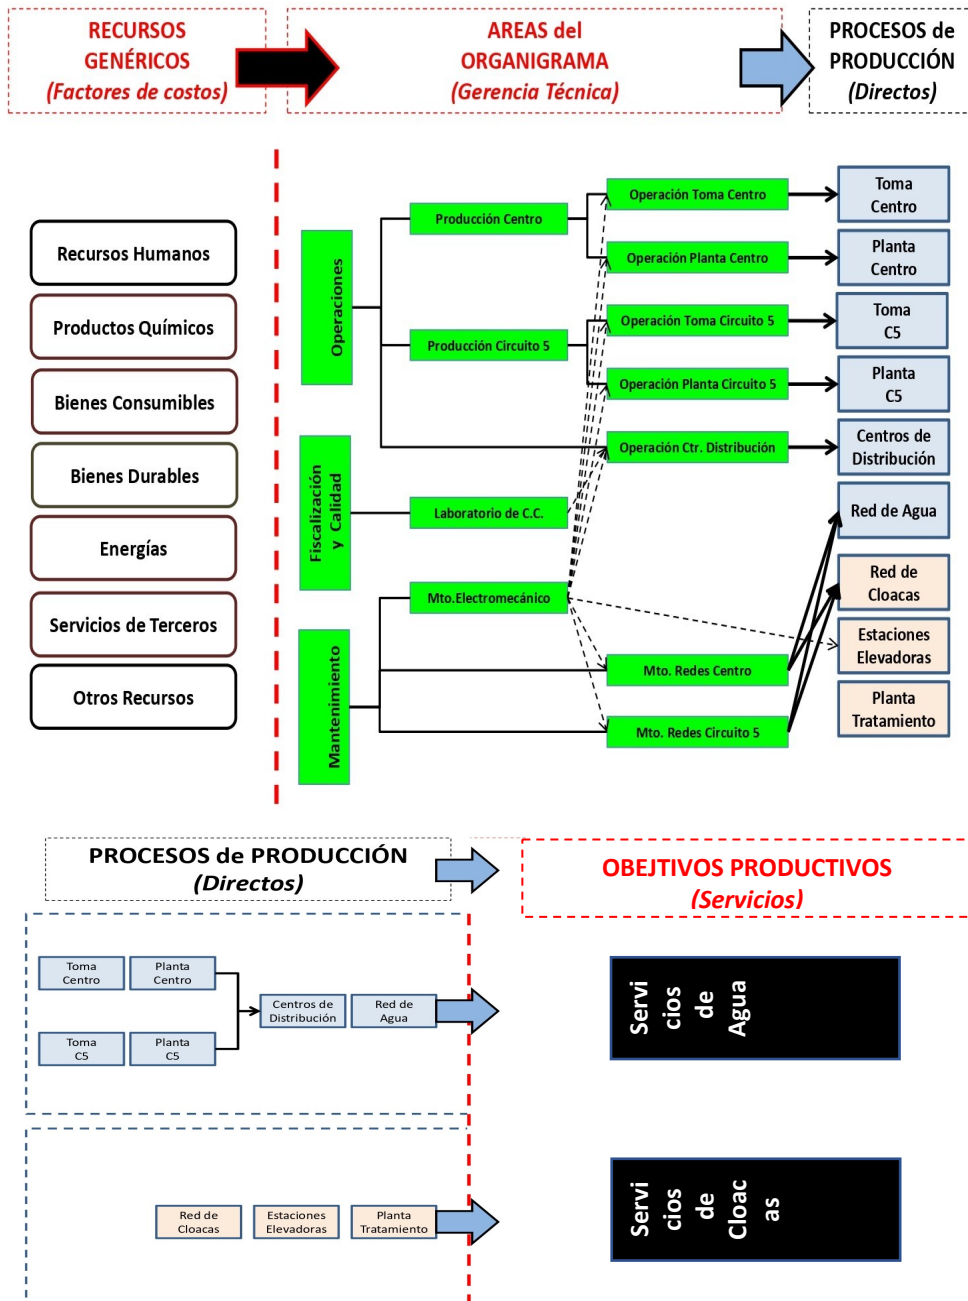 RECURSOS
GENÉRICOS
(Factores de costos)
AREAS del
ORGANIGRAMA
(Gerencia Técnica)
PROCESOS de
PRODUCCIÓN
(Directos)
Recursos Humanos
Productos Químicos
Bienes Consumibles
Bienes Durables
Energías
Servicios de Terceros
Otros Recursos
Operaciones
Fiscalización
y Calidad
Mantenimiento
Producción Centro
Producción Circuito 5
Laboratorio de C.C.
Mto.Electromecánico
Operación Toma Centro
Operación Planta Centro
Operación Toma Circuito 5
Operación Planta Circuito 5
Operación Ctr. Distribución
Mto. Redes Centro
Mto. Redes Circuito 5
Toma
Centro
Planta
Centro
Toma
C5
Planta
C5
Centros de
Distribución
Red de Agua
Red de
Cloacas
Estaciones
Elevadoras
Planta
Tratamiento
PROCESOS de PRODUCCIÓN
(Directos)
OBEJTIVOS PRODUCTIVOS
(Servicios)
Toma
Centro
Planta
Centro
Toma
C5
Planta
C5
Centros de
Distribución
Red de
Agua
Servi
cios
de
Agua
Red de
Cloacas
Estaciones
Elevadoras
Planta
Tratamiento
Servi
cios
de
Cloac
as